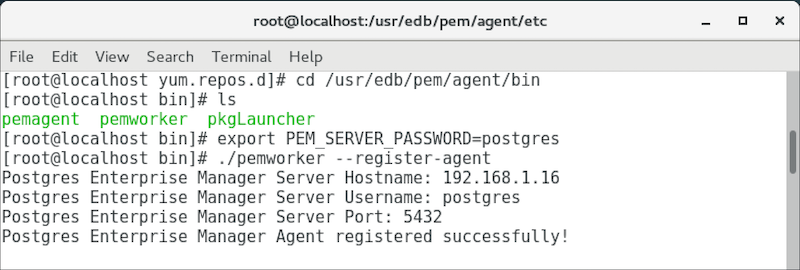 root@localhost:/usr/edb/pem/agent/etc
File Edit View Search Terminal Help
[root@localhost yum.repos.d]# cd /usr/edb/pem/agent/bin
[root@localhost bin]# ls
pemagent  pemworker  pkgLauncher
[root@localhost bin]# export PEM_SERVER_PASSWORD=postgres
[root@localhost bin]# ./pemworker --register-agent
Postgres Enterprise Manager Server Hostname: 192.168.1.16
Postgres Enterprise Manager Server Username: postgres
Postgres Enterprise Manager Server Port: 5432
Postgres Enterprise Manager Agent registered successfully!